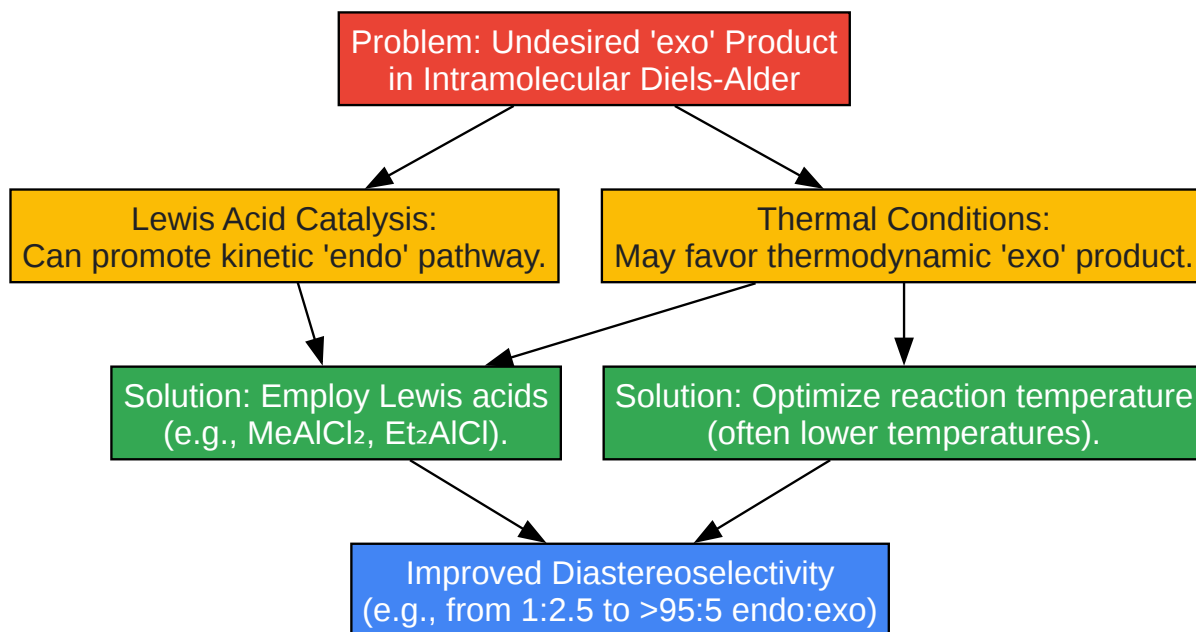 Problem: Undesired 'exo' Product
in Intramolecular Diels-Alder
Lewis Acid Catalysis:
Can promote kinetic 'endo' pathway.
Thermal Conditions:
May favor thermodynamic 'exo' product.
Solution: Employ Lewis acids
(e.g., MeAlCl₂, Et₂AlCl).
Solution: Optimize reaction temperature
(often lower temperatures).
Improved Diastereoselectivity
(e.g., from 1:2.5 to >95:5 endo:exo)